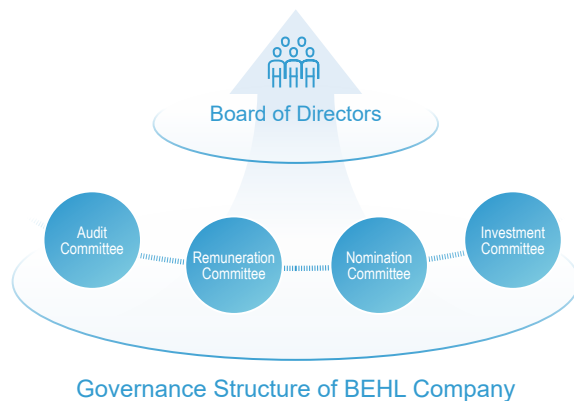 Board of Directors
Audit
Committee
Remuneration
Committee
Nomination
Committee
Investment
Committee
Governance Structure of BEHL Company